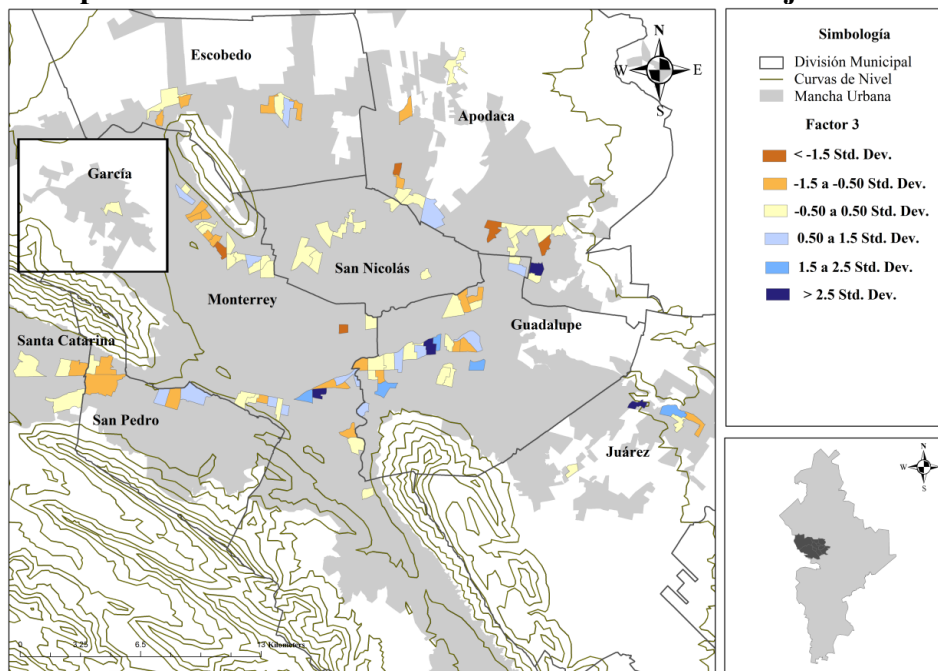 Escobedo
Apodaca
García
San Nicolás
Monterrey
Guadalupe
Santa Catarina
San Pedro
Juárez
N
W E
S
0 3.25 6.5 13 Kilometers
Simbología
División Municipal
Curvas de Nivel
Mancha Urbana
Factor 3
< -1.5 Std. Dev.
-1.5 a -0.50 Std. Dev.
-0.50 a 0.50 Std. Dev.
0.50 a 1.5 Std. Dev.
1.5 a 2.5 Std. Dev.
> 2.5 Std. Dev.
N
W E
S